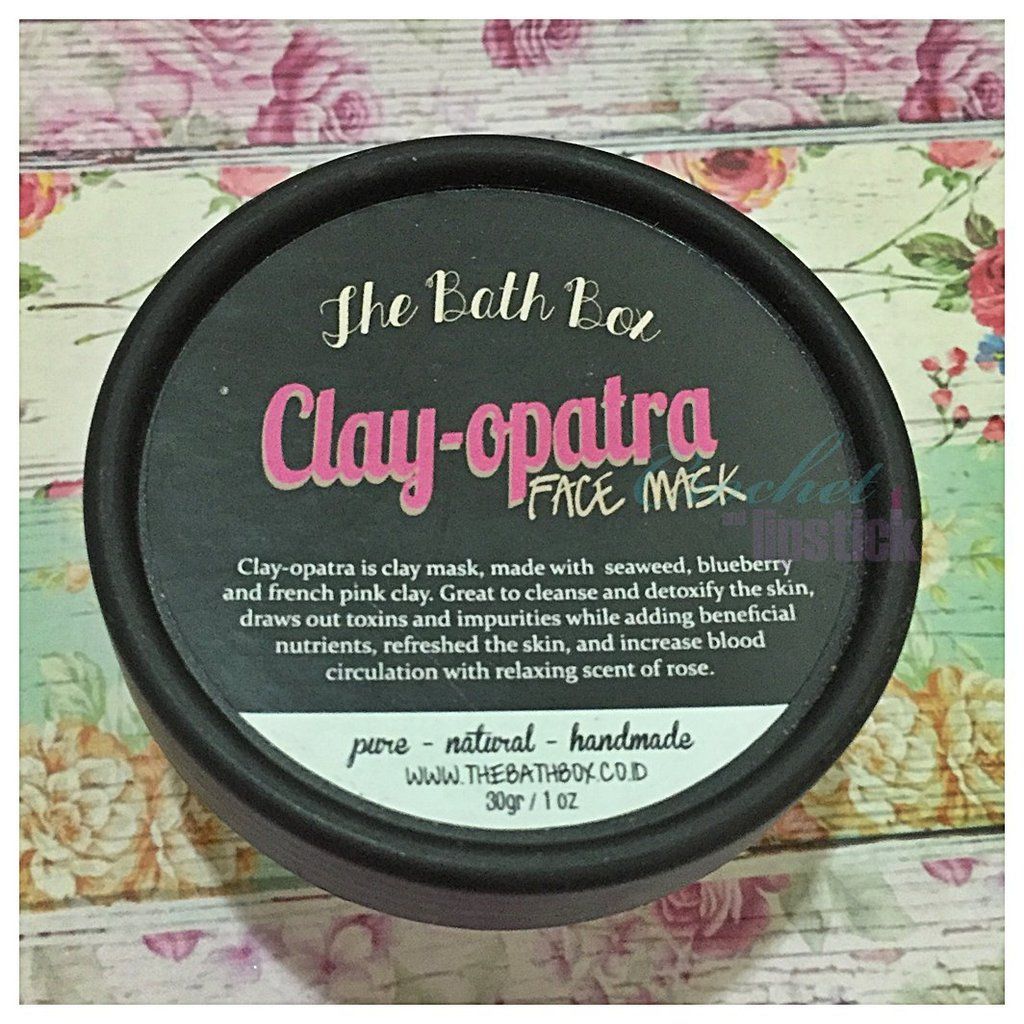 The Bath Box
Clay-opatra
FACE MASK
Clay-opatra is clay mask, made with seaweed, blueberry
and french pink clay. Great to cleanse and detoxify the skin,
draws out toxins and impurities while adding beneficial
nutrients, refreshed the skin, and increase blood
circulation with relaxing scent of rose.
pure - natural - handmade
WWW.THEBATHBOX.CO.ID
30gr / 1 oz
lipstick